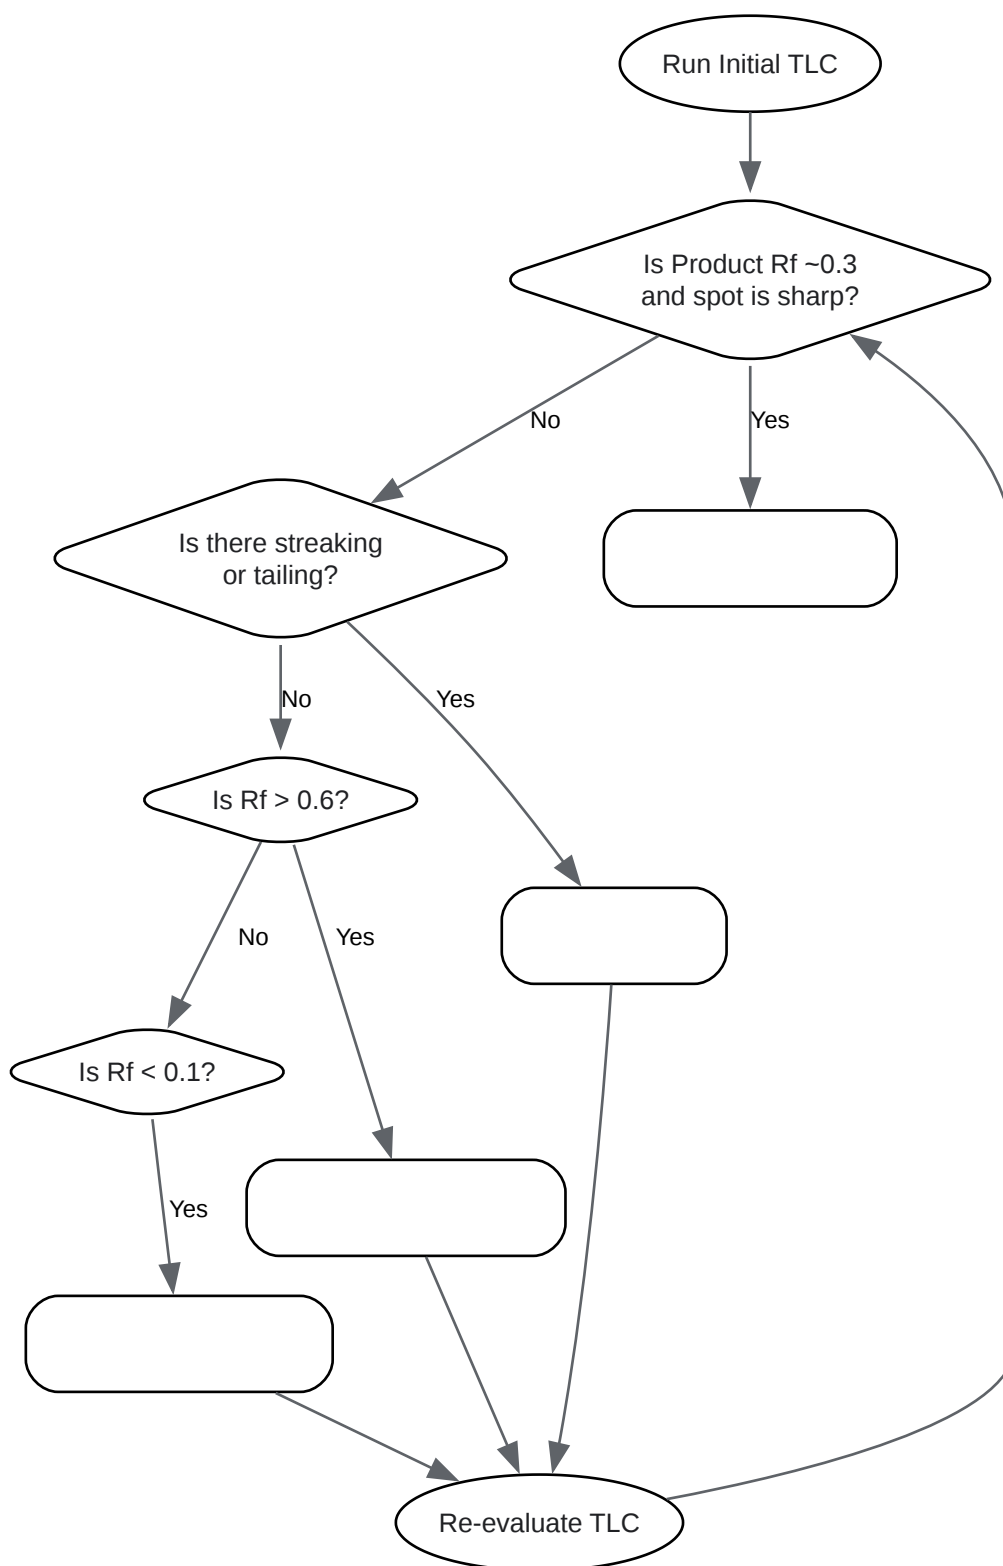 Run Initial TLC
Is Product Rf ~0.3
and spot is sharp?
No
Yes
Is there streaking
or tailing?
No
Yes
Is Rf > 0.6?
No
Yes
Is Rf < 0.1?
Yes
Re-evaluate TLC